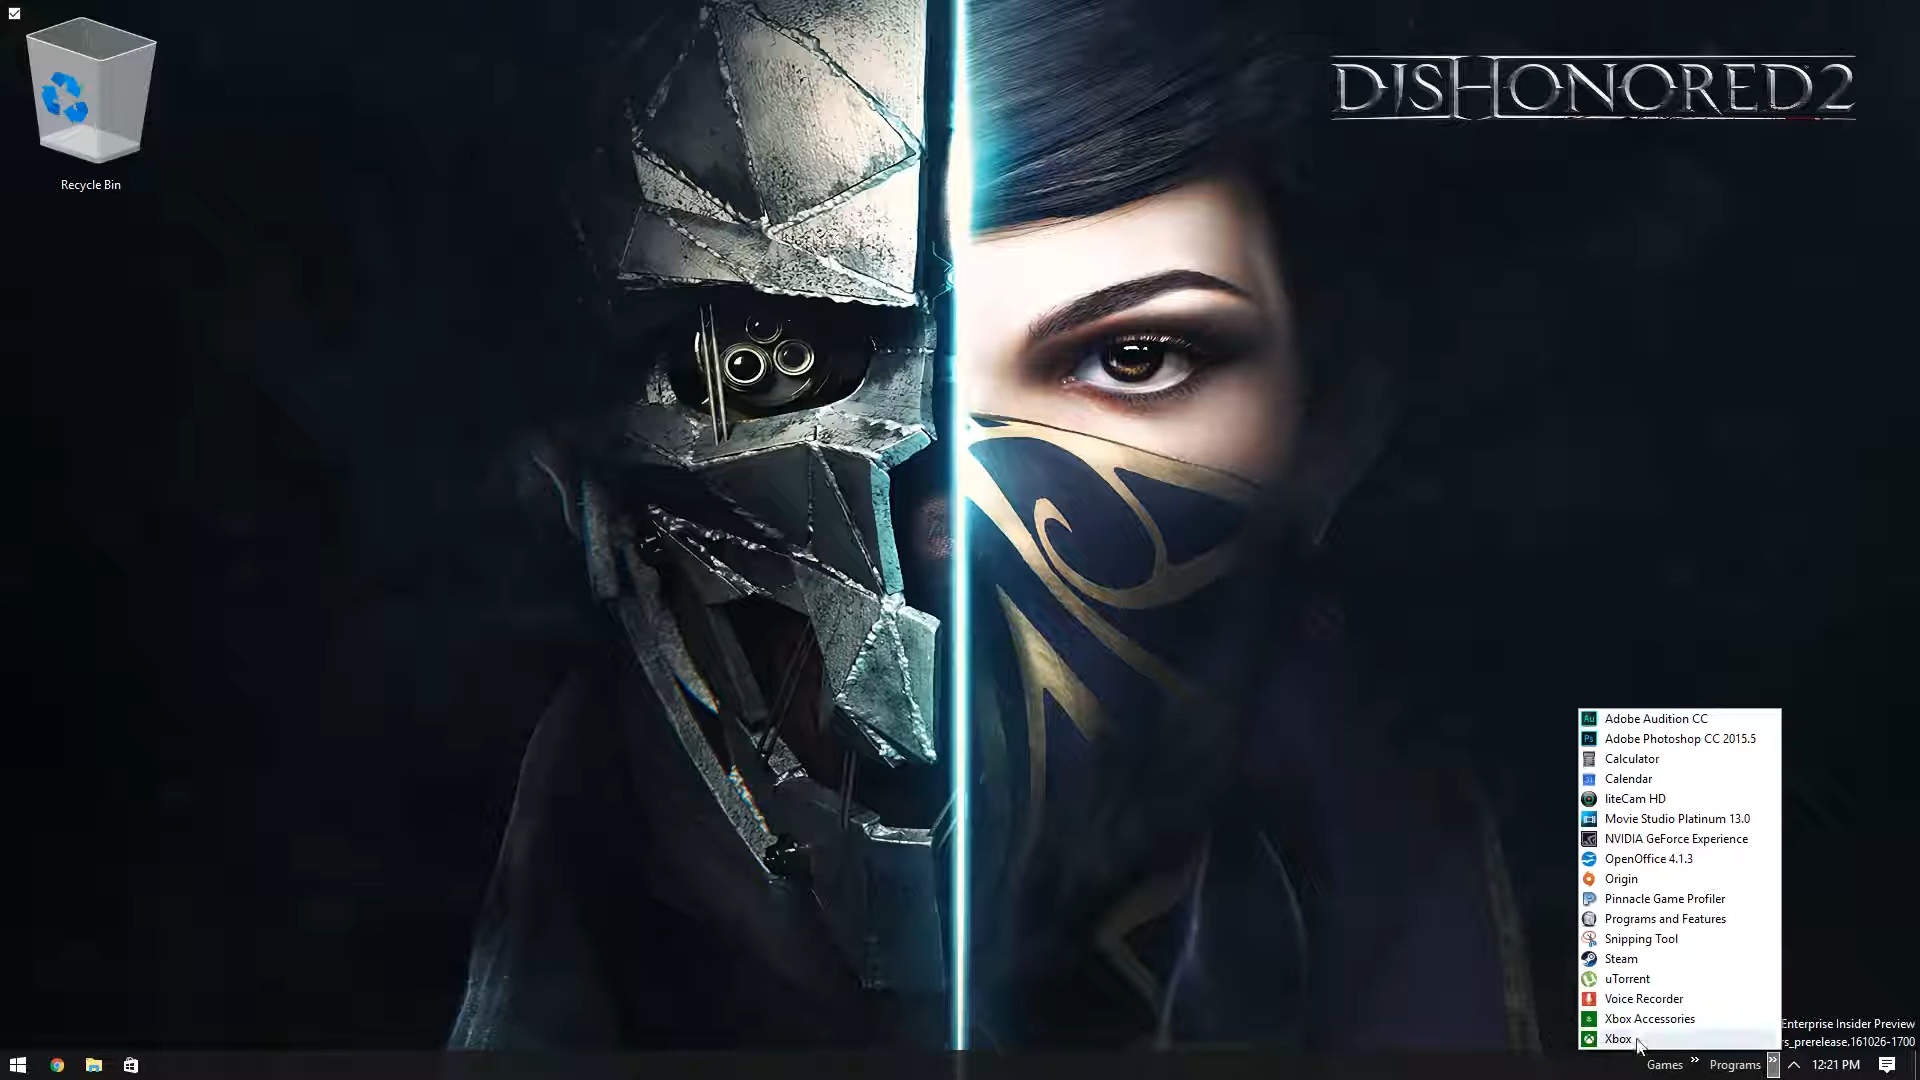 Recycle Bin
DISHONORED 2
Adobe Audition CC
Adobe Photoshop CC 2015.5
Calculator
Calendar
liteCam HD
Movie Studio Platinum 13.0
NVIDIA GeForce Experience
OpenOffice 4.1.3
Origin
Pinnacle Game Profiler
Programs and Features
Snipping Tool
Steam
uTorrent
Voice Recorder
Xbox Accessories
Xbox
Enterprise Insider Preview
rs_prerelease.161026-1700
Games » Programs » 12:21 PM